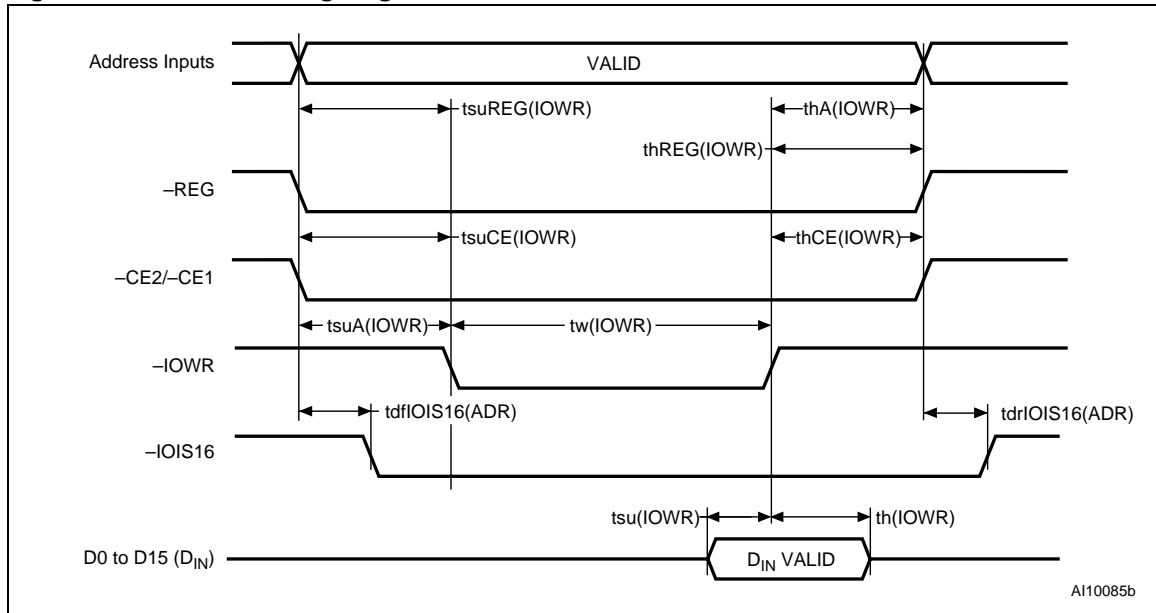 Address Inputs
VALID
tsuREG(IOWR)
thA(IOWR)
thREG(IOWR)
–REG
tsuCE(IOWR)
thCE(IOWR)
–CE2/–CE1
tsuA(IOWR)
tw(IOWR)
–IOWR
tdfIOIS16(ADR)
tdrIOIS16(ADR)
–IOIS16
tsu(IOWR)
th(IOWR)
D0 to D15 (DIN)
DIN VALID
AI10085b